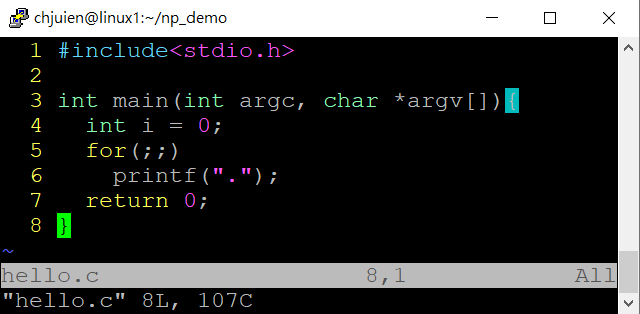 chjuien@linux1:~/np_demo
1 #include<stdio.h>
2
3 int main(int argc, char *argv[]){
4   int i = 0;
5   for(;;)
6     printf(".");
7   return 0;
8 }
~
hello.c 8,1 All
"hello.c" 8L, 107C